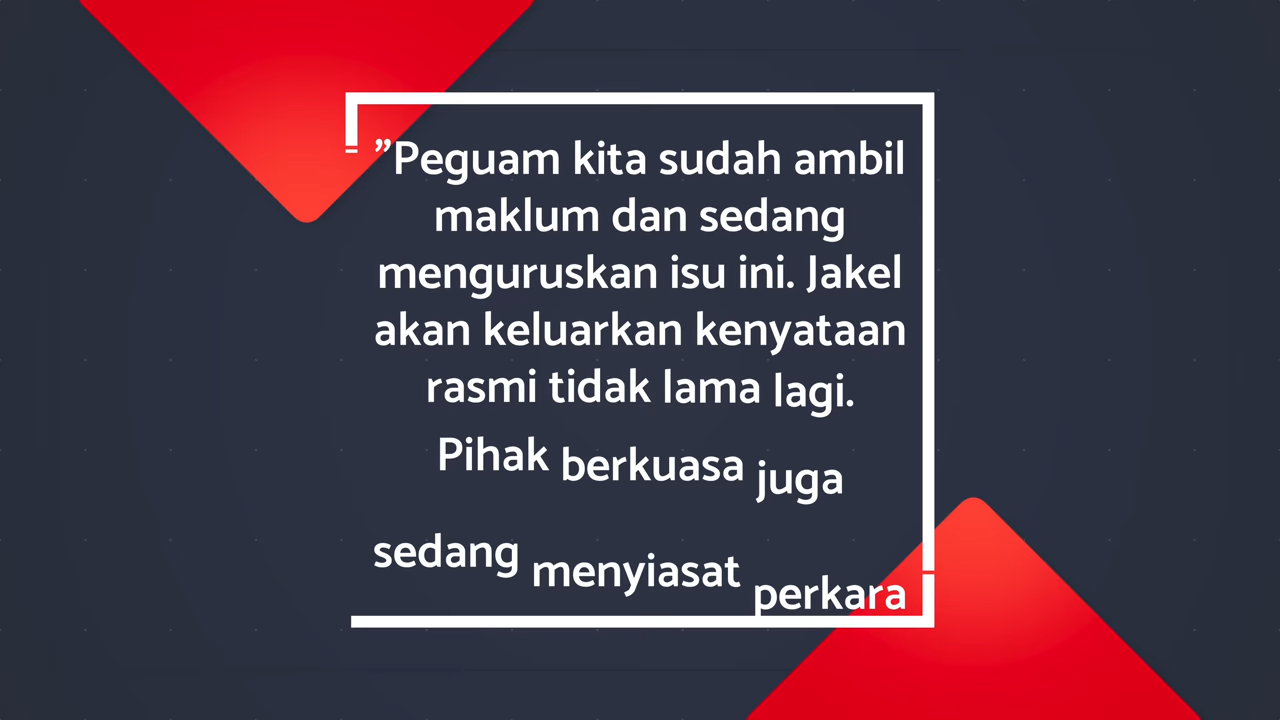 ”Peguam kita sudah ambil
maklum dan sedang
menguruskan isu ini. Jakel
akan keluarkan kenyataan
rasmi tidak lama lagi.
Pihak berkuasa juga
sedang menyiasat perkara